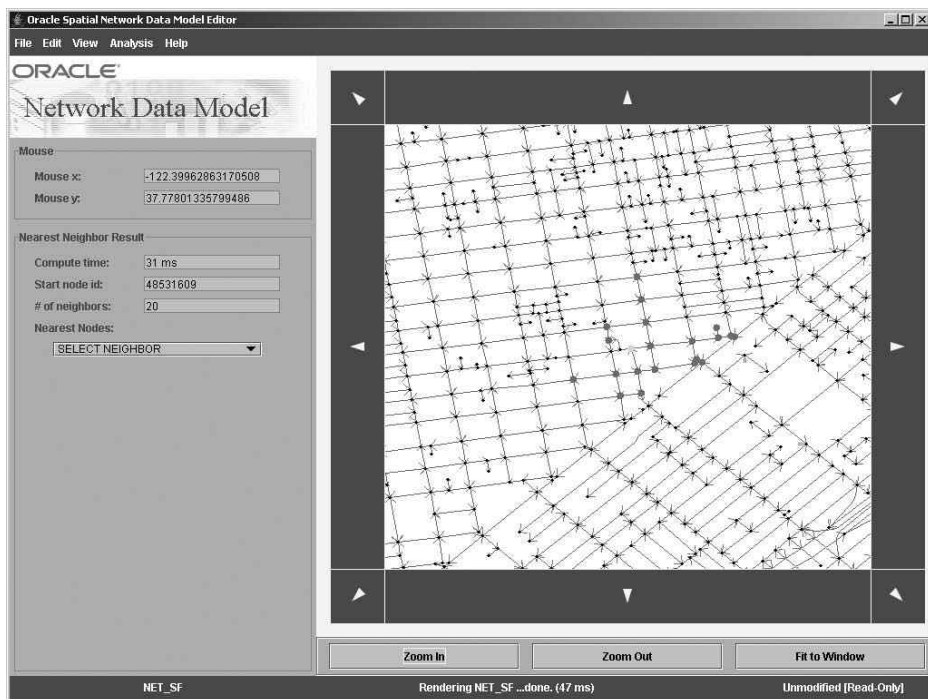 Oracle Spatial Network Data Model Editor
File Edit View Analysis Help
ORACLE®
Network Data Model
Mouse
Mouse x: -122.39962863170508
Mouse y: 37.77801335799486
Nearest Neighbor Result
Compute time: 31 ms
Start node id: 48531609
# of neighbors: 20
Nearest Nodes:
SELECT NEIGHBOR
Zoom In Zoom Out Fit to Window
NET_SF Rendering NET_SF ...done. (47 ms) Unmodified [Read-Only]